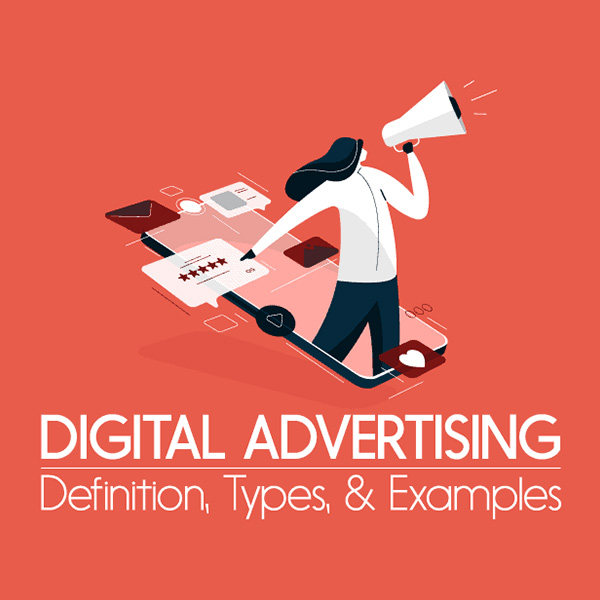 DIGITAL ADVERTISING
Definition, Types, & Examples